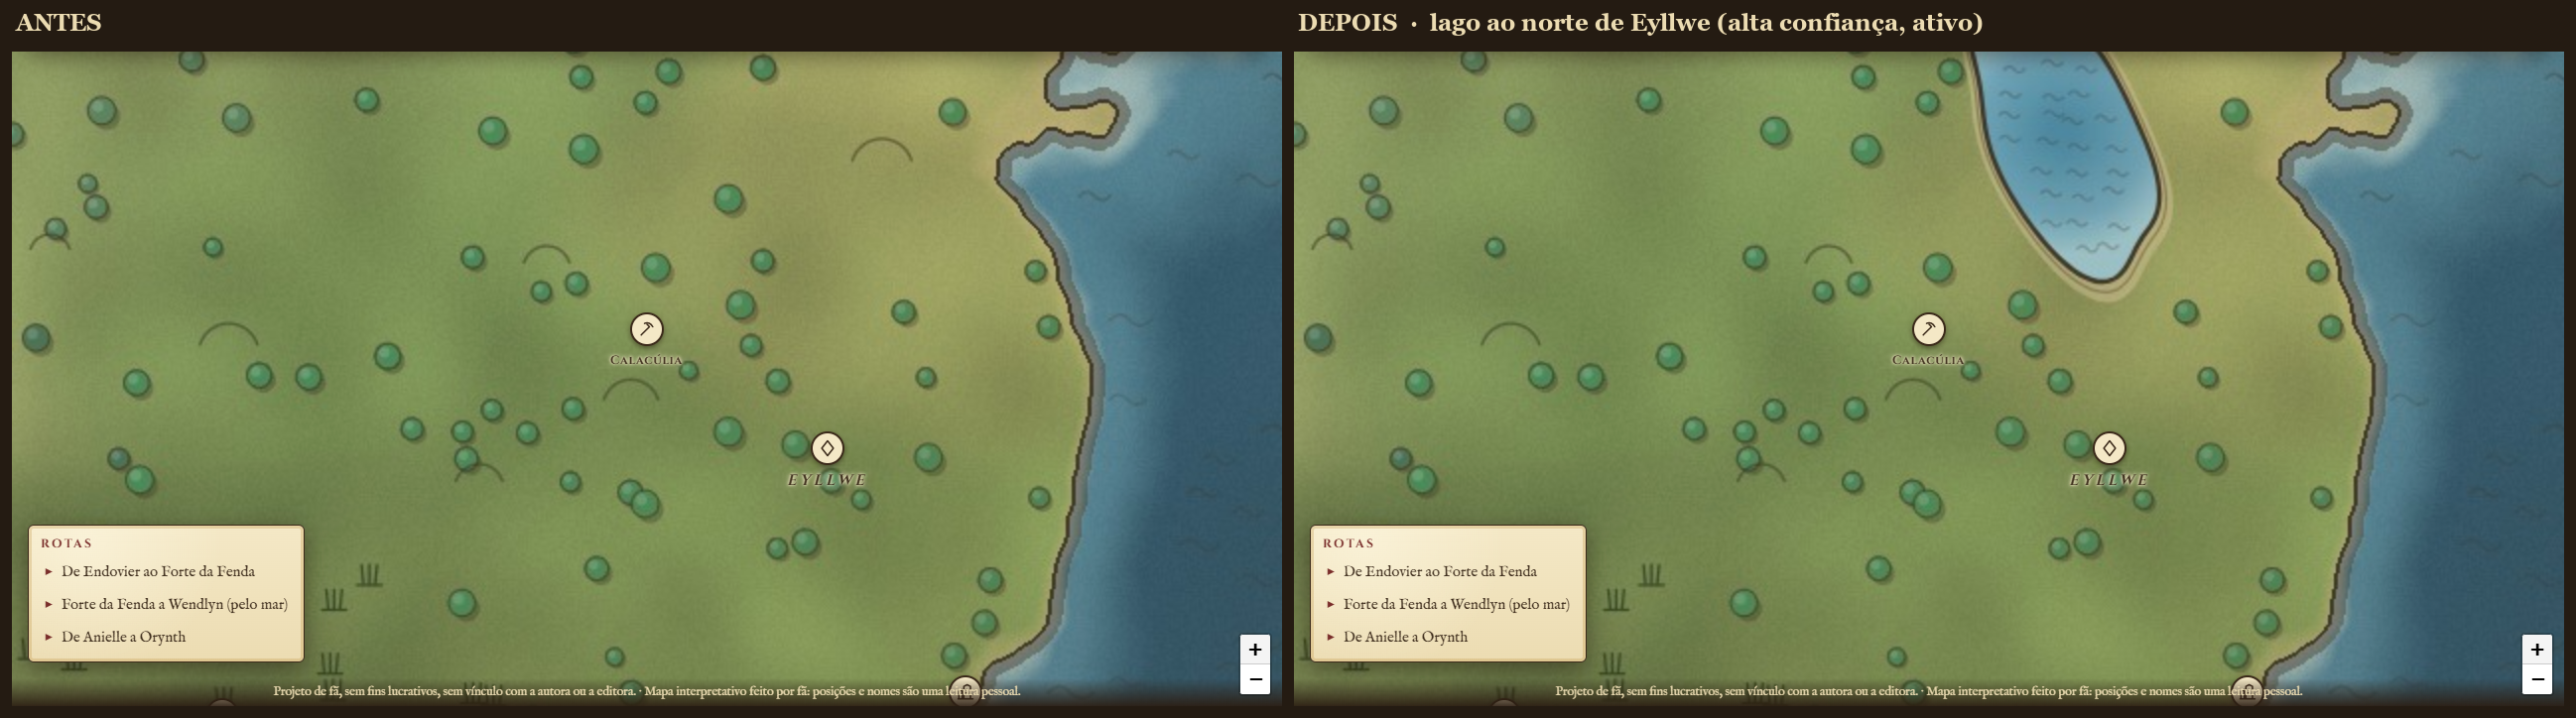 ANTES
DEPOIS · lago ao norte de Eyllwe (alta confiança, ativo)
Calacúlia
EYLLWE
ROTAS
▸ De Endovier ao Forte da Fenda
▸ Forte da Fenda a Wendlyn (pelo mar)
▸ De Anielle a Orynth
+
−
Projeto de fã, sem fins lucrativos, sem vínculo com a autora ou a editora. · Mapa interpretativo feito por fã: posições e nomes são uma leitura pessoal.
Calacúlia
EYLLWE
ROTAS
▸ De Endovier ao Forte da Fenda
▸ Forte da Fenda a Wendlyn (pelo mar)
▸ De Anielle a Orynth
+
−
Projeto de fã, sem fins lucrativos, sem vínculo com a autora ou a editora. · Mapa interpretativo feito por fã: posições e nomes são uma leitura pessoal.